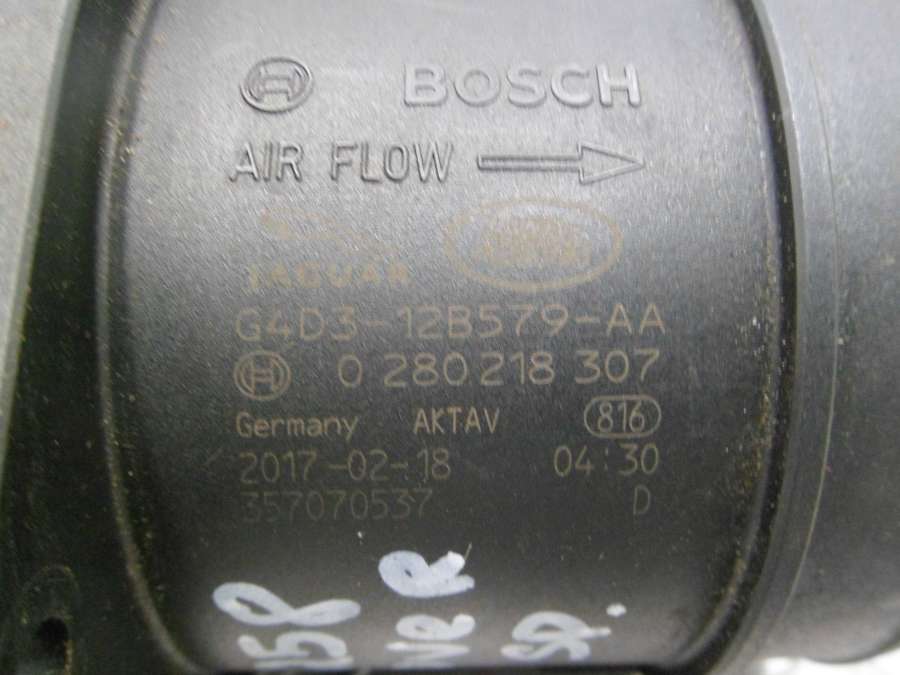 BOSCH
AIR FLOW
JAGUAR
G4D3-12B579-AA
0 280 218 307
Germany AKTAV 816
2017-02-18 04:30
357070537 D